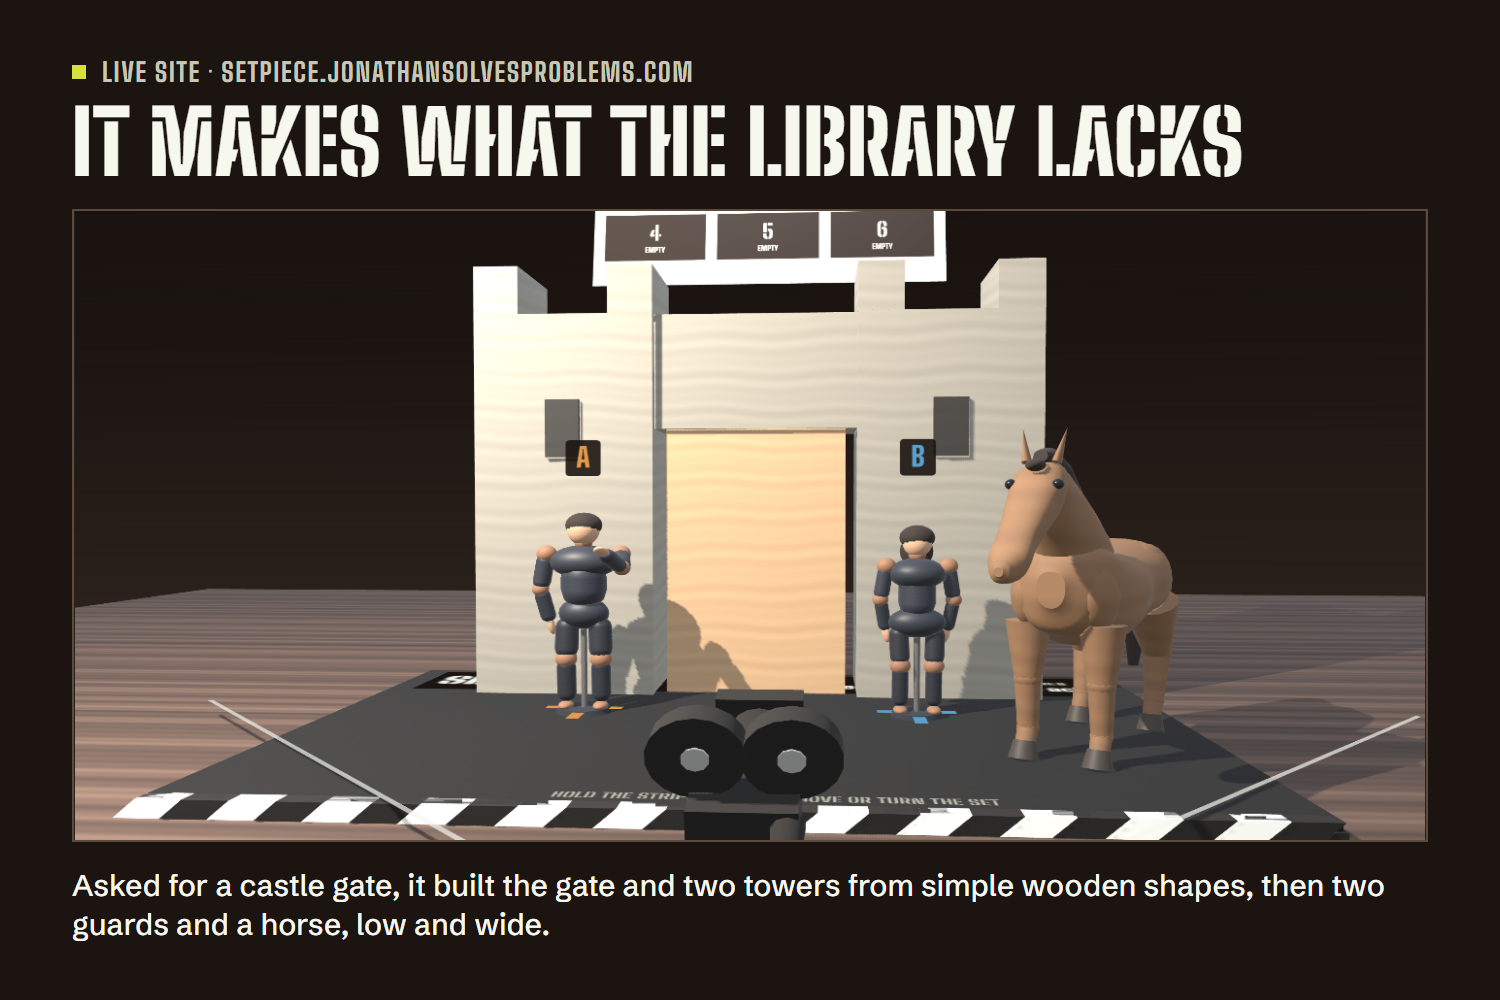 LIVE SITE · SETPIECE.JONATHANSOLVESPROBLEMS.COM
IT MAKES WHAT THE LIBRARY LACKS
4 5 6
EMPTY EMPTY EMPTY
A B
HOLD THE STRIP OVE OR TURN THE SET
Asked for a castle gate, it built the gate and two towers from simple wooden shapes, then two
guards and a horse, low and wide.